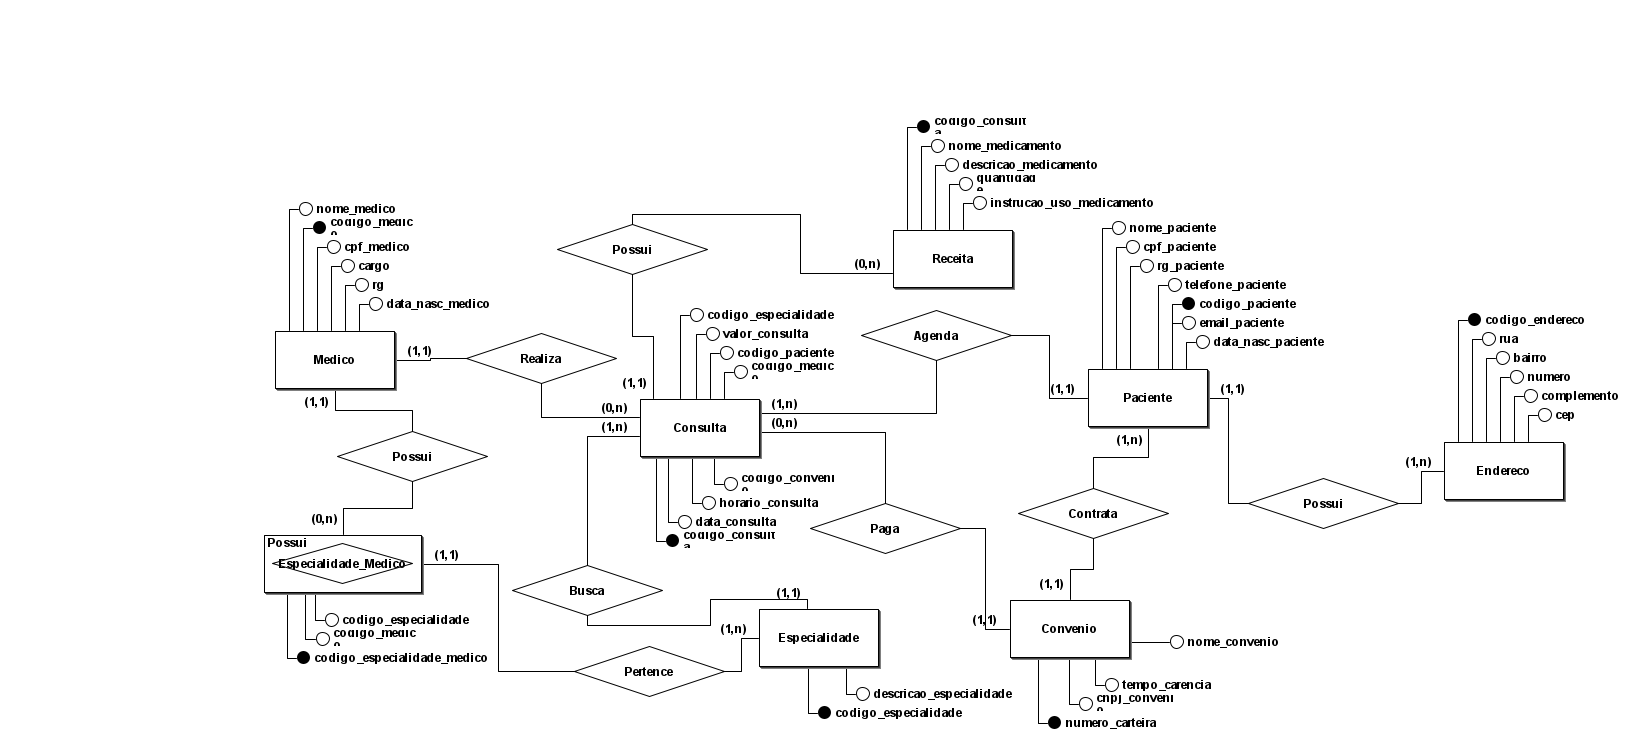 codigo_consult
a
nome_medicamento
descricao_medicamento
quantidad
e
instrucao_uso_medicamento
Receita
(0,n)
Possui
nome_medico
codigo_medic
o
cpf_medico
cargo
rg
data_nasc_medico
Medico
(1,1)
Realiza
(1,1)
(0,n)
codigo_especialidade
valor_consulta
codigo_paciente
codigo_medic
o
(1,1)
Consulta
(1,n)
(1,n)
(0,n)
Agenda
(1,1)
nome_paciente
cpf_paciente
rg_paciente
telefone_paciente
codigo_paciente
email_paciente
data_nasc_paciente
Paciente
(1,1)
(1,n)
codigo_endereco
rua
bairro
numero
complemento
cep
Endereco
(1,n)
Possui
Possui
(0,n)
Possui
Especialidade_Medico
(1,1)
codigo_especialidade
codigo_medic
o
codigo_especialidade_medico
codigo_conveni
o
horario_consulta
data_consulta
codigo_consult
a
Busca
Paga
Contrata
(1,1)
(1,1)
(1,1)
(1,n)
Especialidade
Pertence
descricao_especialidade
codigo_especialidade
Convenio
nome_convenio
tempo_carencia
cnpj_conveni
o
numero_carteira